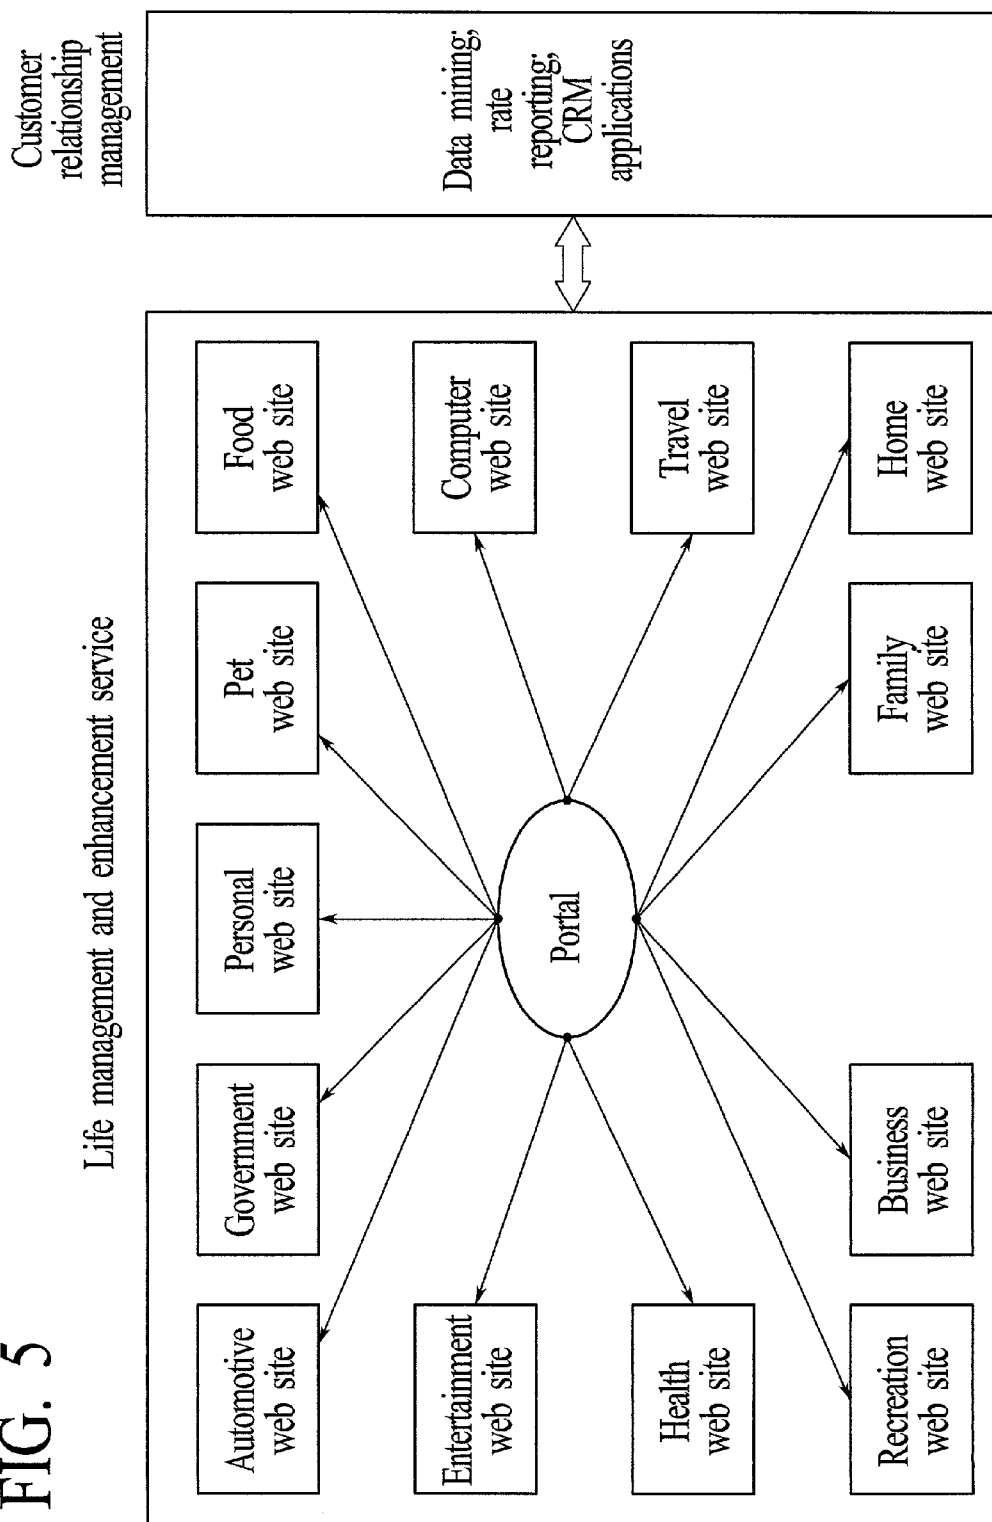 FIG. 5
Life management and enhancement service
Customer
relationship
management
Automotive
web site
Government
web site
Personal
web site
Pet
web site
Food
web site
Entertainment
web site
Computer
web site
Portal
Health
web site
Travel
web site
Recreation
web site
Business
web site
Family
web site
Home
web site
Data mining;
rate
reporting;
CRM
applications